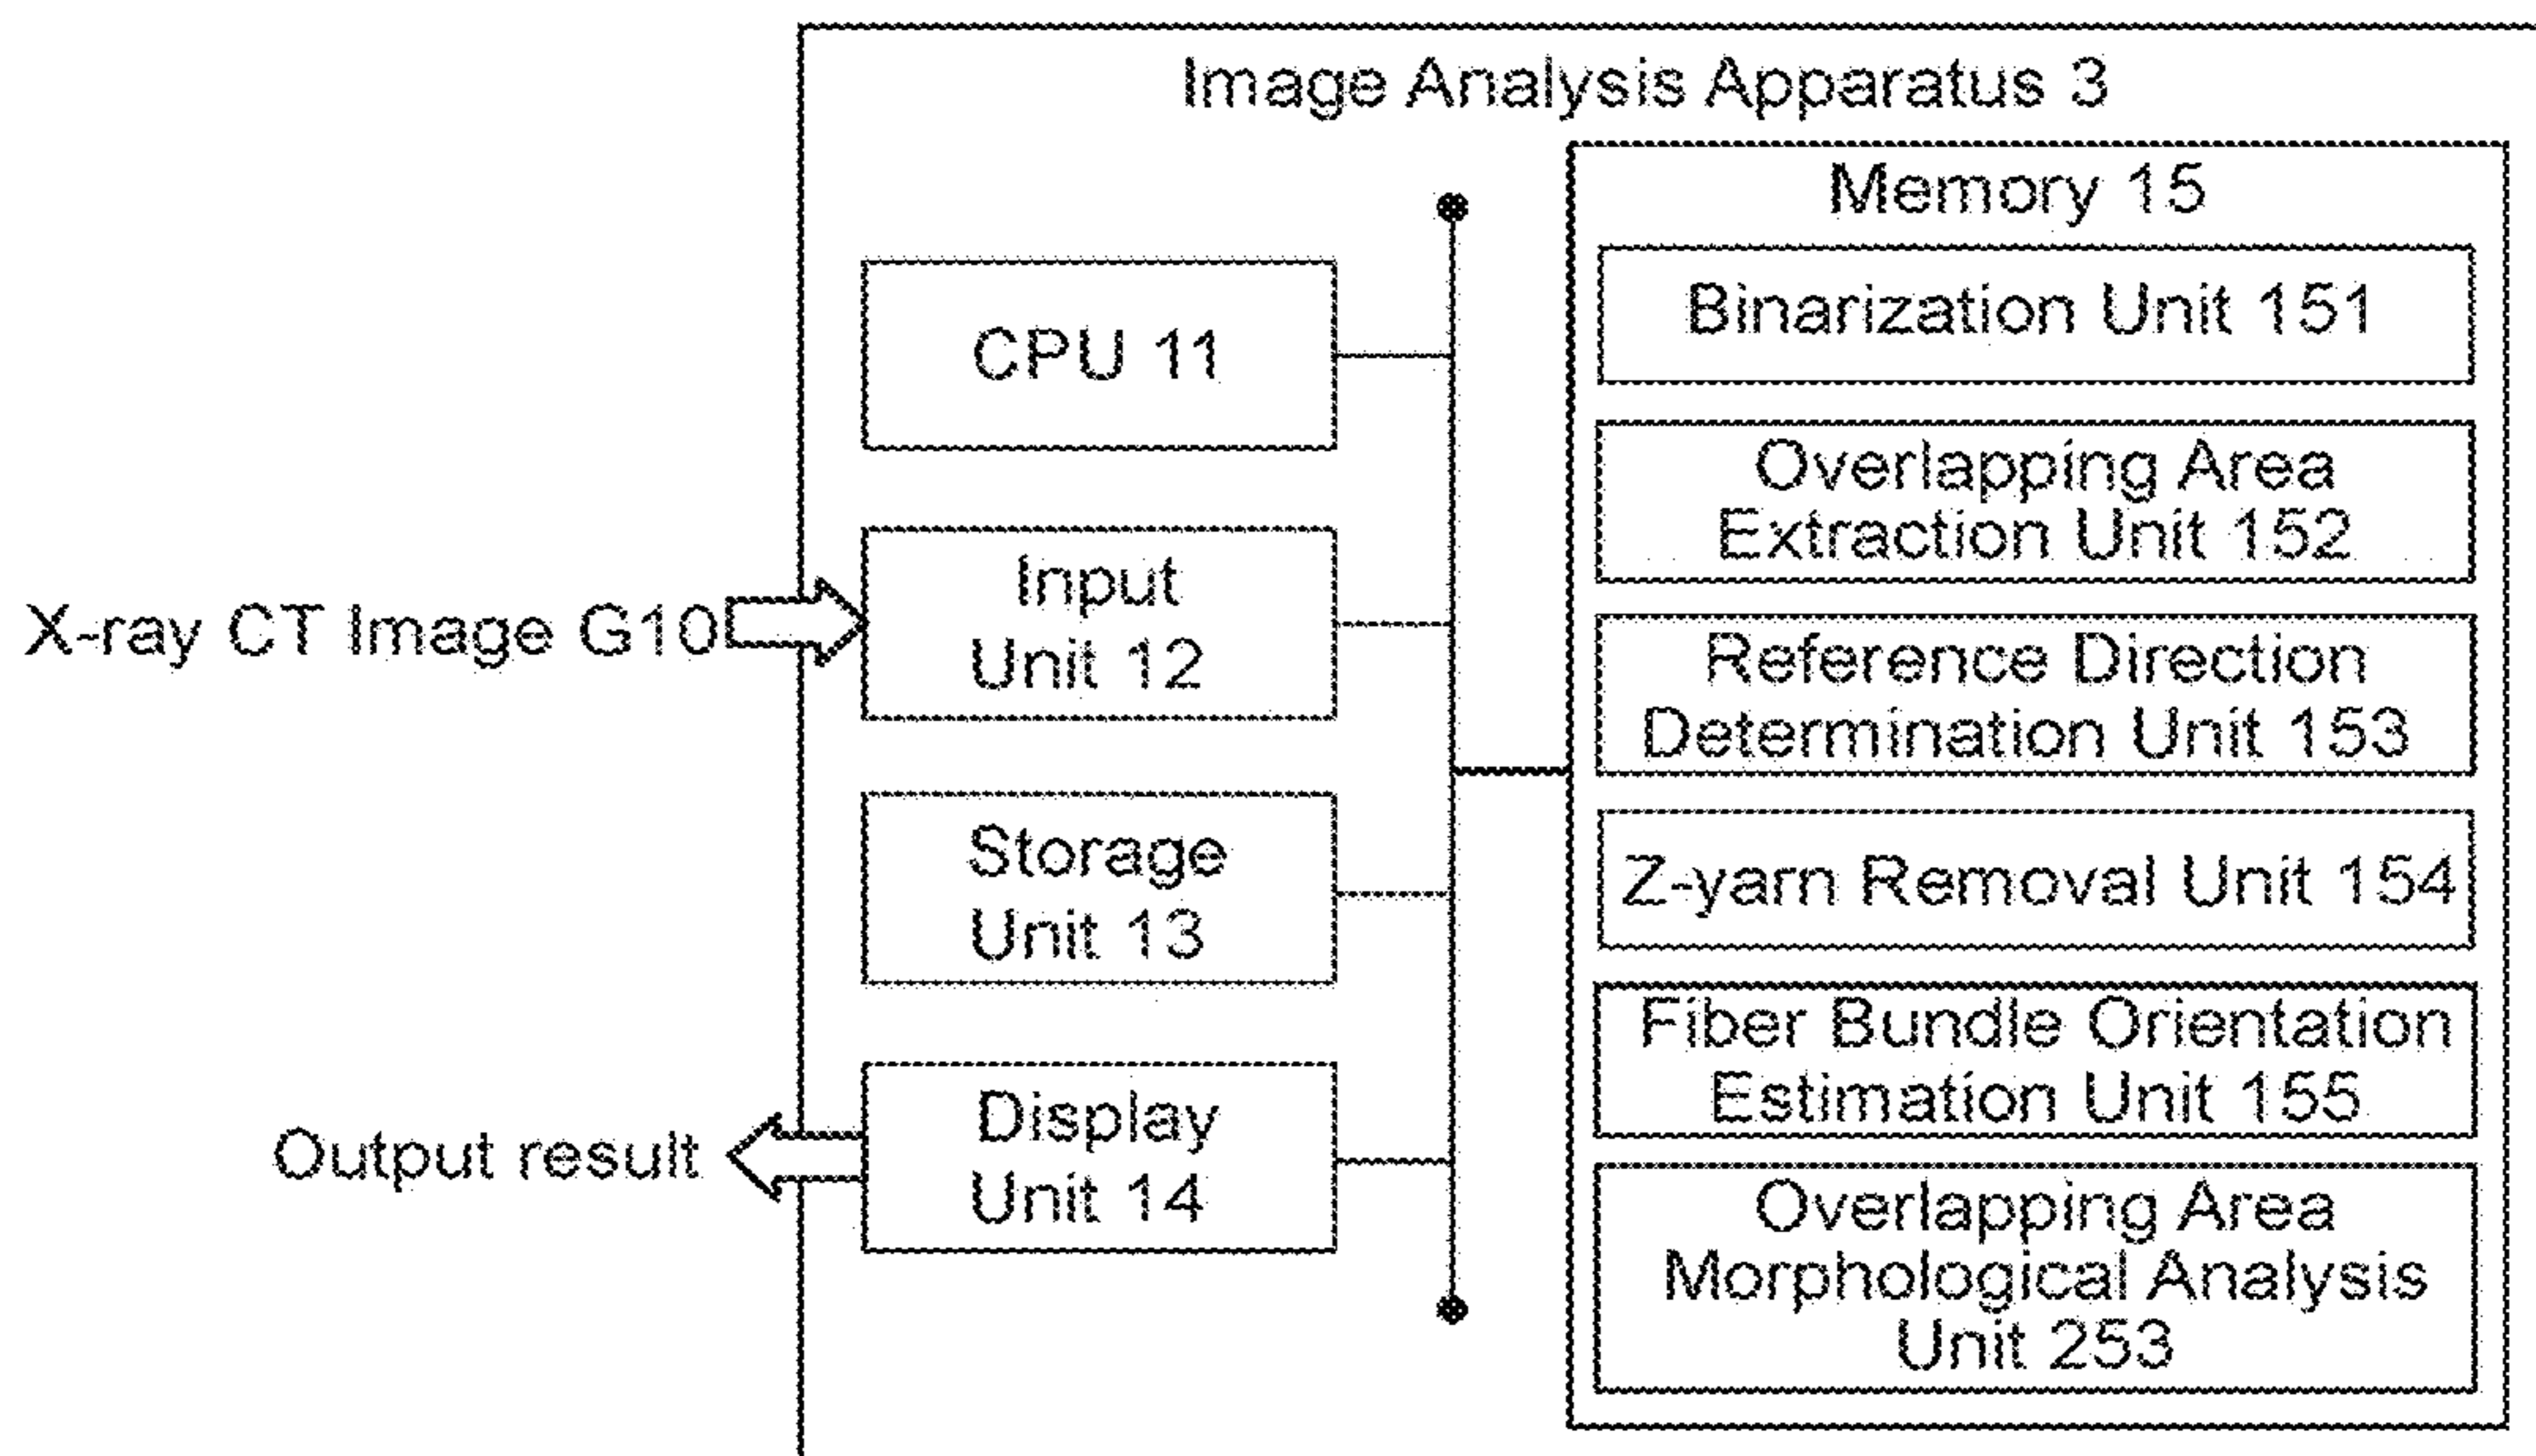 Image Analysis Apparatus 3
Memory 15
CPU 11
Input
Unit 12
Storage
Unit 13
Display
Unit 14
X-ray CT Image G10
Output result
Binarization Unit 151
Overlapping Area
Extraction Unit 152
Reference Direction
Determination Unit 153
Z-yarn Removal Unit 154
Fiber Bundle Orientation
Estimation Unit 155
Overlapping Area
Morphological Analysis
Unit 253